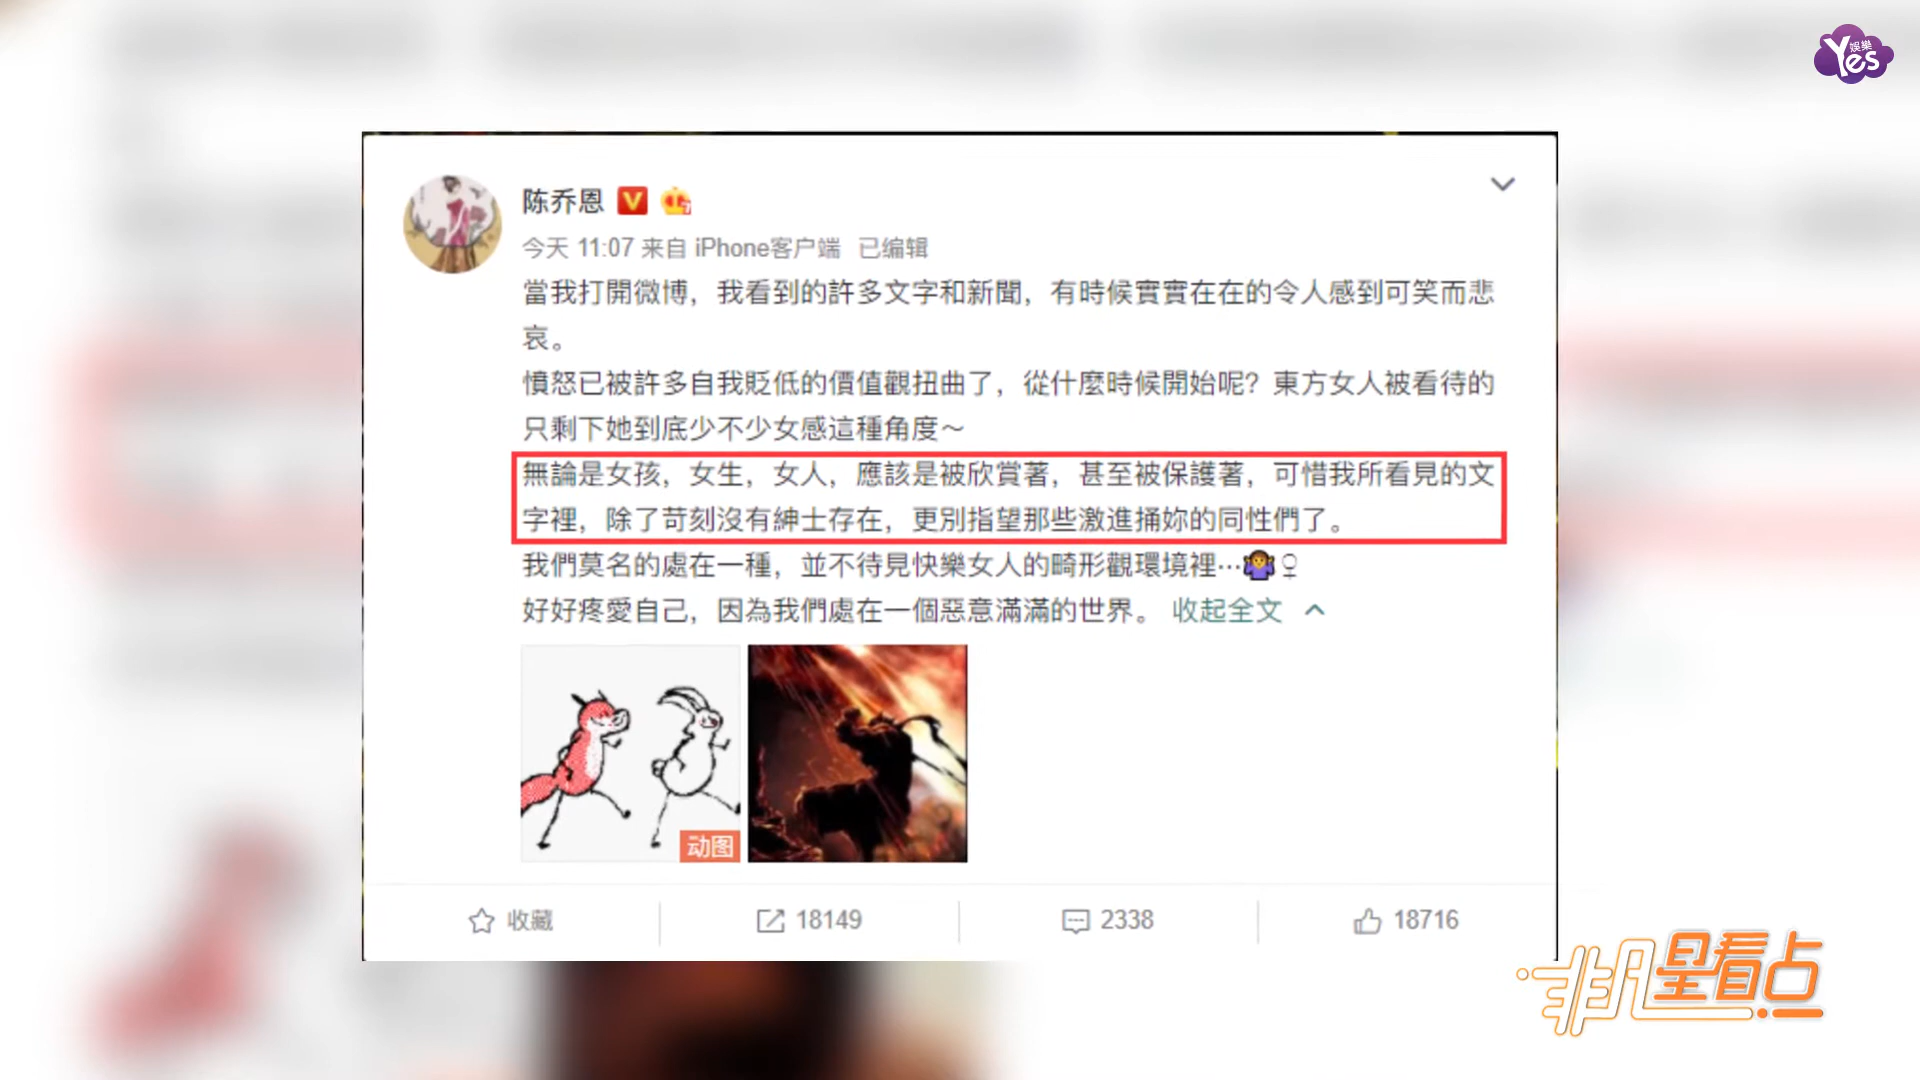 Yes娛樂
陈乔恩
今天 11:07 来自 iPhone客户端 已编辑
當我打開微博，我看到的許多文字和新聞，有時候實實在在的令人感到可笑而悲
哀。
憤怒已被許多自我貶低的價值觀扭曲了，從什麼時候開始呢？東方女人被看待的
只剩下她到底少不少女感這種角度～
無論是女孩，女生，女人，應該是被欣賞著，甚至被保護著，可惜我所看見的文
字裡，除了苛刻沒有紳士存在，更別指望那些激進捅妳的同性們了。
我們莫名的處在一種，並不待見快樂女人的畸形觀環境裡…🤷🏾♀
好好疼愛自己，因為我們處在一個惡意滿滿的世界。 收起全文
动图
收藏
18149
2338
18716
非凡星看点